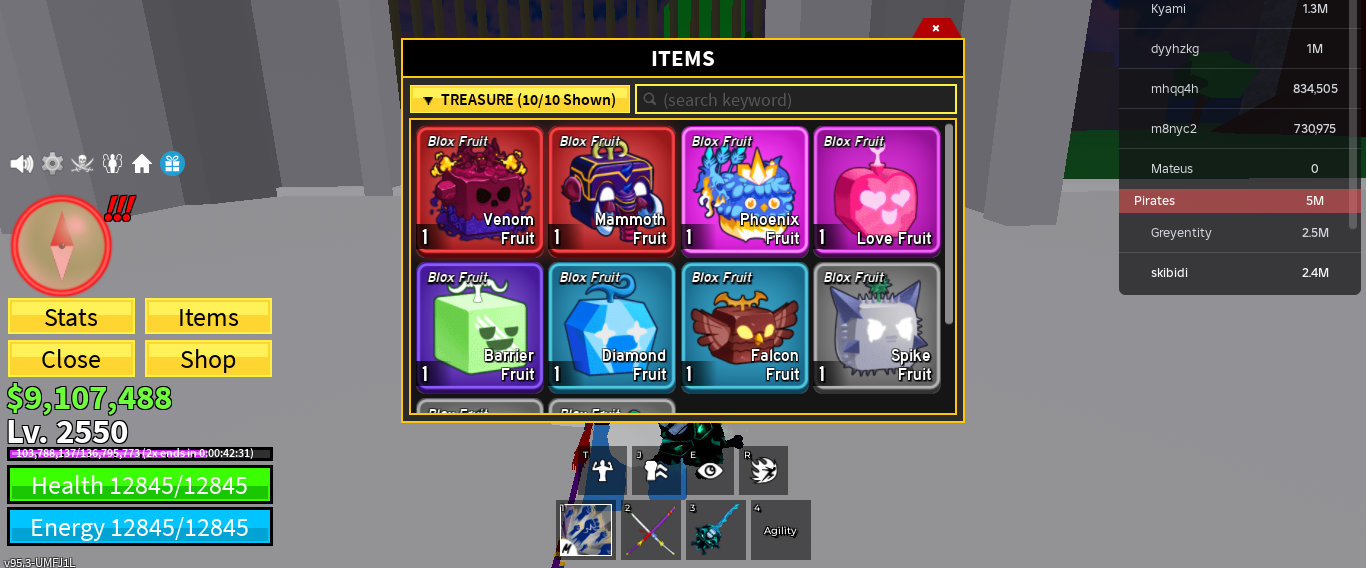 Kyami 1.3M
dyyhzkg 1M
mhqq4h 834,505
m8nyc2 730,975
Mateus 0
Pirates 5M
Greyentity 2.5M
skibidi 2.4M
×
ITEMS
▼ TREASURE (10/10 Shown)
(search keyword)
Blox Fruit
1 Venom
Fruit
Blox Fruit
1 Mammoth
Fruit
Blox Fruit
1 Phoenix
Fruit
Blox Fruit
1 Love Fruit
Blox Fruit
1 Barrier
Fruit
Blox Fruit
1 Diamond
Fruit
Blox Fruit
1 Falcon
Fruit
Blox Fruit
1 Spike
Fruit
Blox Fruit
Blox Fruit
!!!
Stats
Items
Close
Shop
$9,107,488
Lv. 2550
103,788,137/136,795,773 (2x ends in 0:00:42:31)
Health 12845/12845
Energy 12845/12845
v95.3-UMFJ1L
T
J
E
R
1
2
3
4
Agility